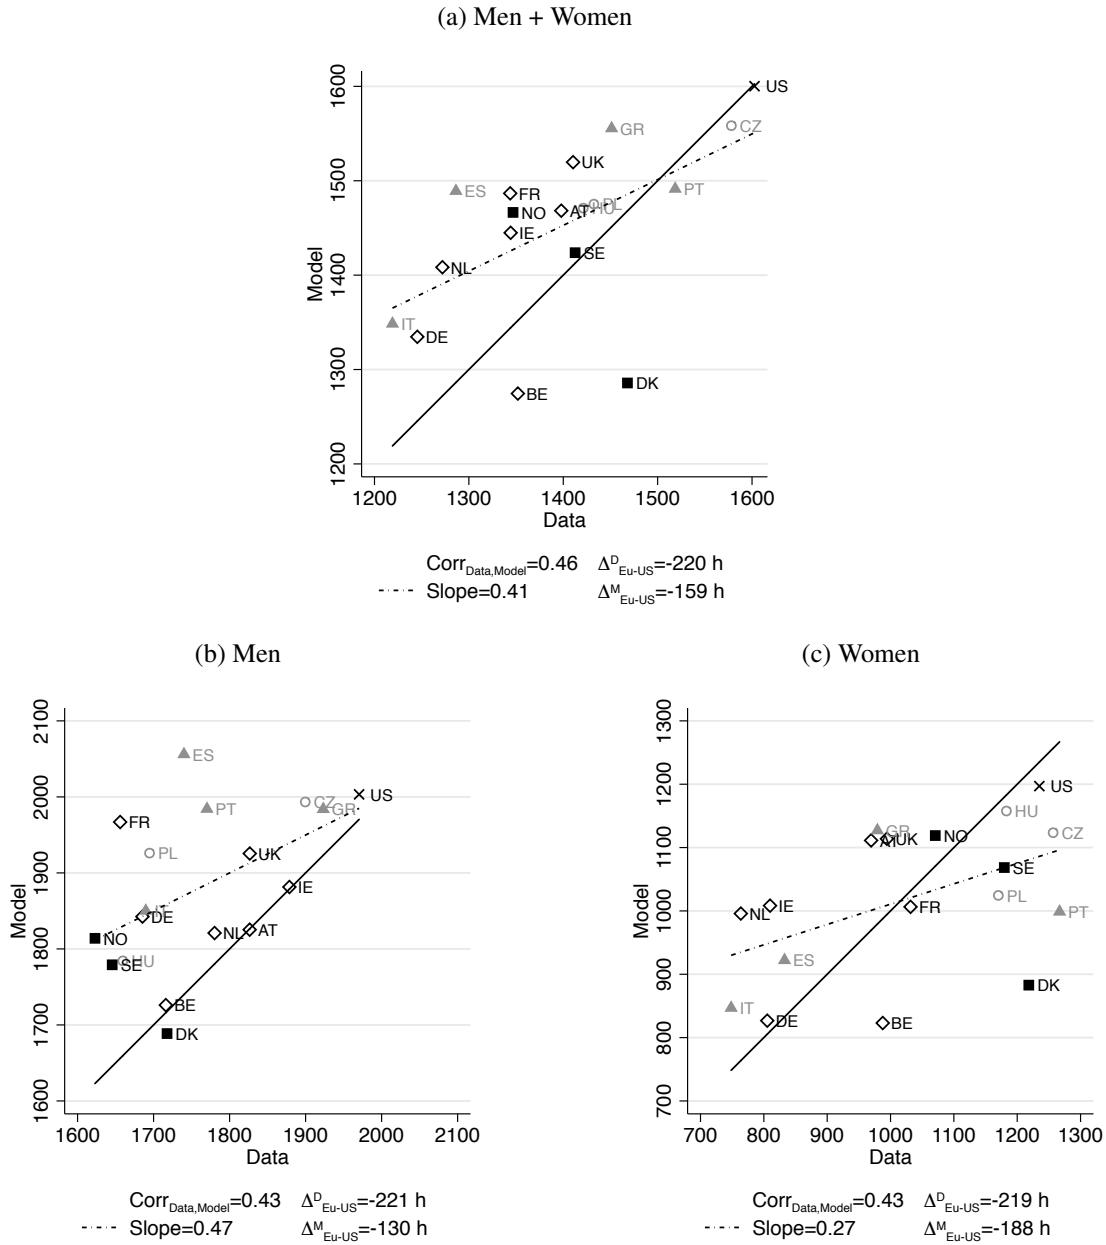 (a) Men + Women
1600
1500
1400
1300
1200
Model
US
GR
CZ
UK
ES
FR
PT
NO
AT
HU
PL
IE
SE
NL
IT
DE
BE
DK
1200 1300 1400 1500 1600
Data
Corr_Data,Model=0.46 Δ^D_Eu-US=-220 h
Slope=0.41 Δ^M_Eu-US=-159 h
(b) Men
2100
2000
1900
1800
1700
1600
Model
ES
US
PT
CZ
GR
FR
PL
UK
IE
IT
DE
NL
AT
NO
SE
HU
BE
DK
1600 1700 1800 1900 2000 2100
Data
Corr_Data,Model=0.43 Δ^D_Eu-US=-221 h
Slope=0.47 Δ^M_Eu-US=-130 h
(c) Women
1300
1200
1100
1000
900
800
700
Model
US
HU
GR
AT
UK
NO
CZ
SE
PL
IE
NL
FR
PT
ES
DK
IT
DE
BE
700 800 900 1000 1100 1200 1300
Data
Corr_Data,Model=0.43 Δ^D_Eu-US=-219 h
Slope=0.27 Δ^M_Eu-US=-188 h